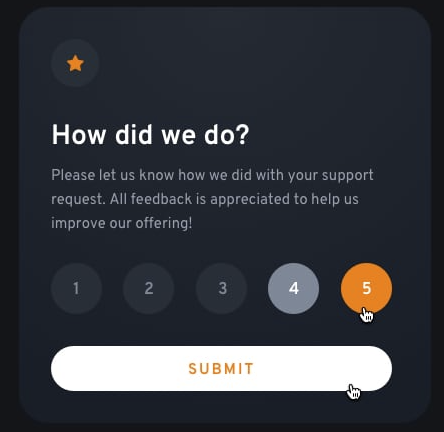 How did we do?
Please let us know how we did with your support
request. All feedback is appreciated to help us
improve our offering!
1 2 3 4 5
SUBMIT